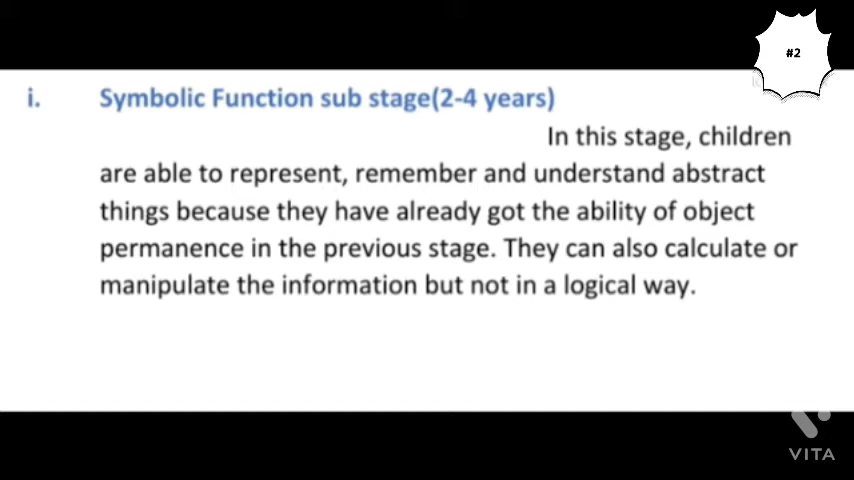 #2
i. Symbolic Function sub stage(2-4 years)
In this stage, children
are able to represent, remember and understand abstract
things because they have already got the ability of object
permanence in the previous stage. They can also calculate or
manipulate the information but not in a logical way.
VITA